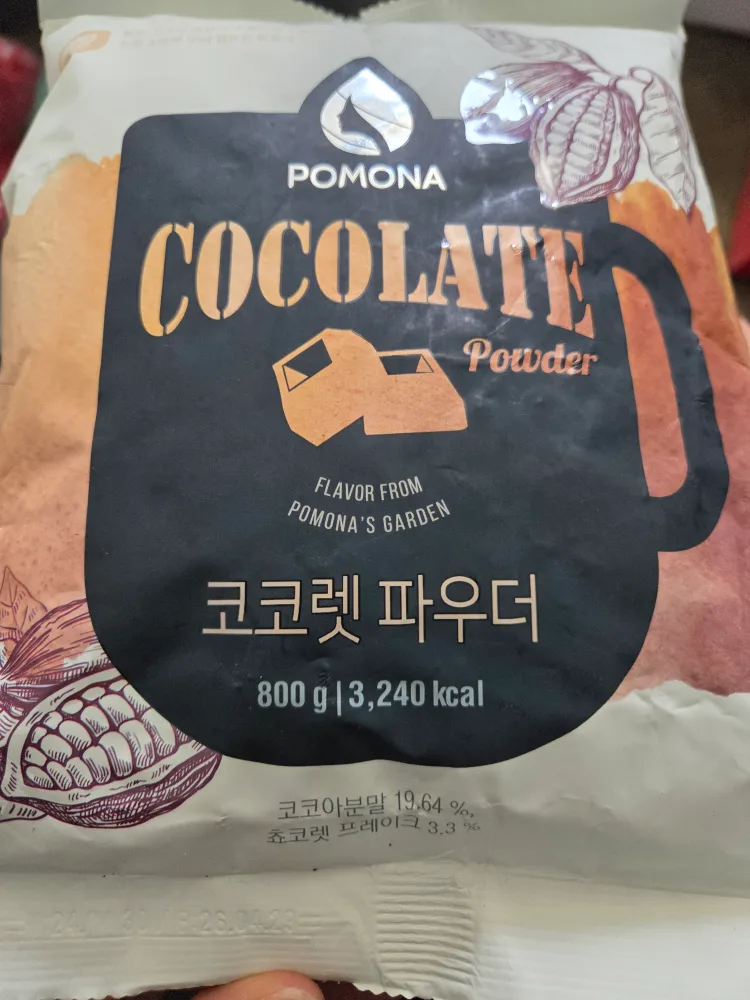 POMONA
COCOLATE
Powder
FLAVOR FROM
POMONA'S GARDEN
코코렛 파우더
800 g | 3,240 kcal
코코아분말 19.64 %,
쵸코렛 프레이크 3.3 %